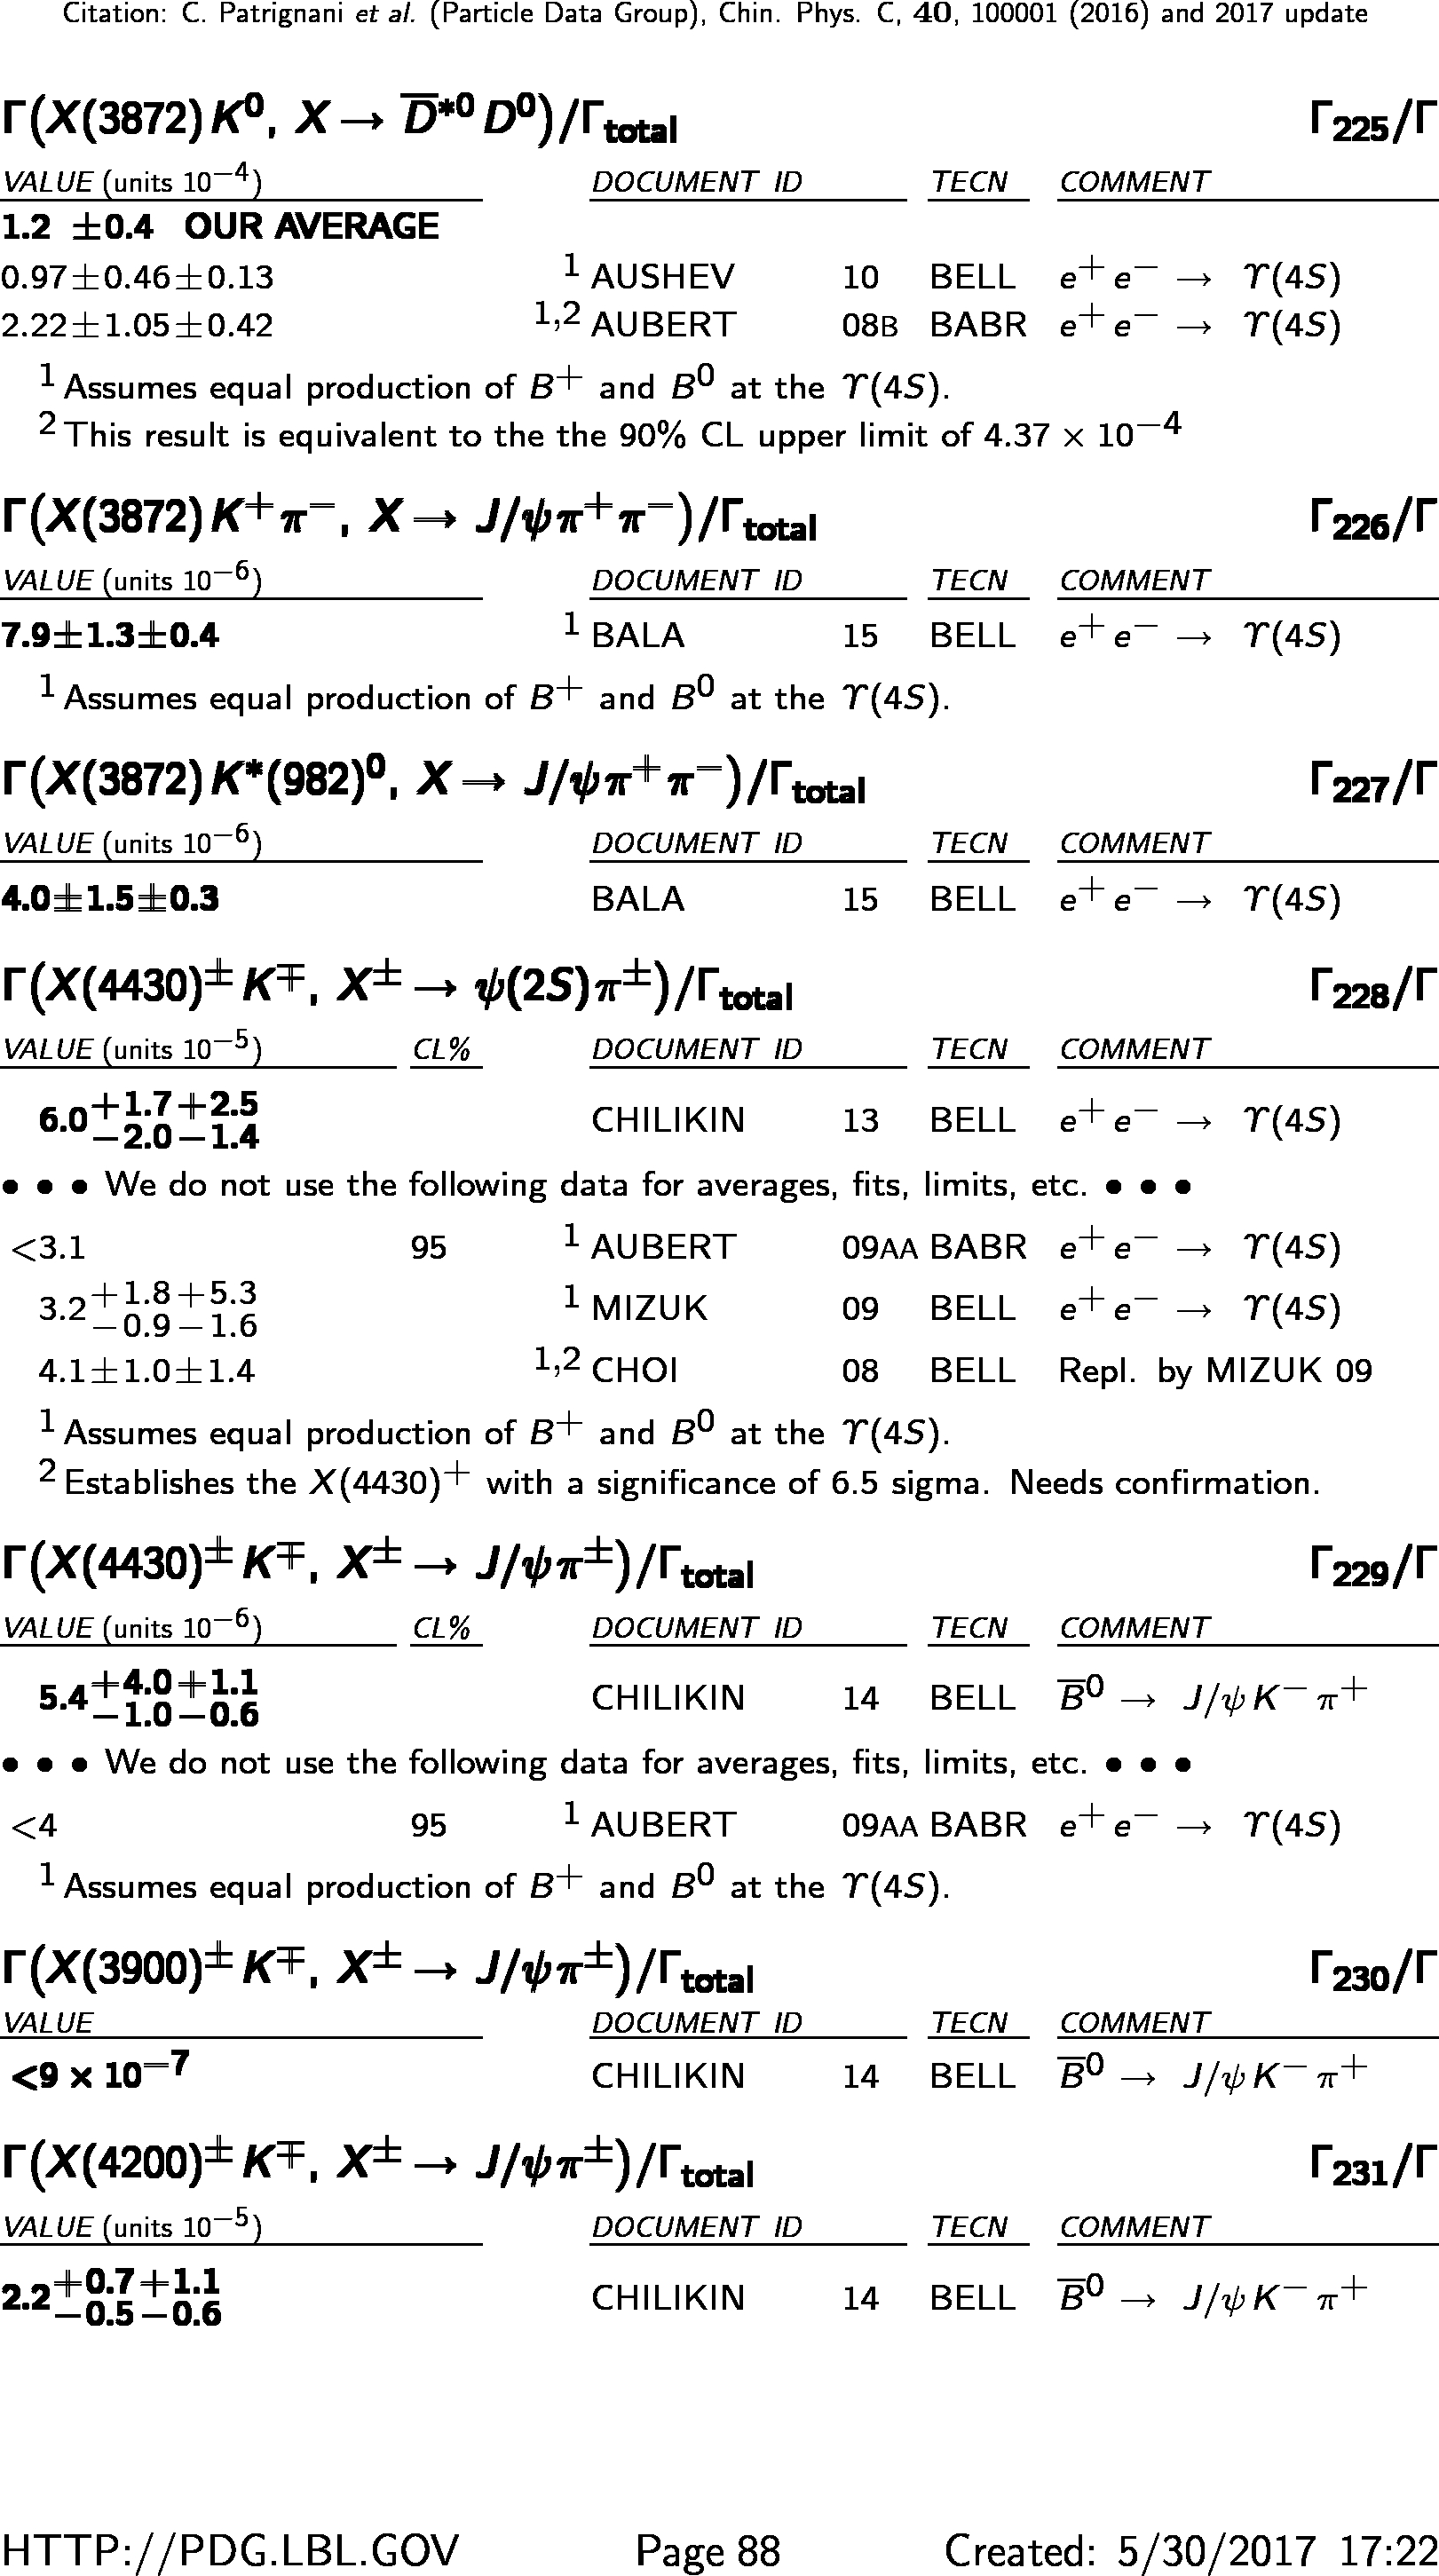 Citation: C. Patrignani et al. (Particle Data Group), Chin. Phys. C, 40, 100001 (2016) and 2017 update
Γ(X(3872)K⁰, X → D̅*⁰D⁰)/Γtotal Γ225/Γ
VALUE (units 10⁻⁴) DOCUMENT ID TECN COMMENT
1.2 ±0.4 OUR AVERAGE
0.97±0.46±0.13 ¹ AUSHEV 10 BELL e⁺e⁻ → ϒ(4S)
2.22±1.05±0.42 ¹,² AUBERT 08B BABR e⁺e⁻ → ϒ(4S)
¹ Assumes equal production of B⁺ and B⁰ at the ϒ(4S).
² This result is equivalent to the the 90% CL upper limit of 4.37 × 10⁻⁴
Γ(X(3872)K⁺π⁻, X → J/ψπ⁺π⁻)/Γtotal Γ226/Γ
VALUE (units 10⁻⁶) DOCUMENT ID TECN COMMENT
7.9±1.3±0.4 ¹ BALA 15 BELL e⁺e⁻ → ϒ(4S)
¹ Assumes equal production of B⁺ and B⁰ at the ϒ(4S).
Γ(X(3872)K*(982)⁰, X → J/ψπ⁺π⁻)/Γtotal Γ227/Γ
VALUE (units 10⁻⁶) DOCUMENT ID TECN COMMENT
4.0±1.5±0.3 BALA 15 BELL e⁺e⁻ → ϒ(4S)
Γ(X(4430)±K∓, X± → ψ(2S)π±)/Γtotal Γ228/Γ
VALUE (units 10⁻⁵) CL% DOCUMENT ID TECN COMMENT
6.0 +1.7 +2.5 −2.0 −1.4 CHILIKIN 13 BELL e⁺e⁻ → ϒ(4S)
• • • We do not use the following data for averages, fits, limits, etc. • • •
<3.1 95 ¹ AUBERT 09AA BABR e⁺e⁻ → ϒ(4S)
3.2 +1.8 +5.3 −0.9 −1.6 ¹ MIZUK 09 BELL e⁺e⁻ → ϒ(4S)
4.1±1.0±1.4 ¹,² CHOI 08 BELL Repl. by MIZUK 09
¹ Assumes equal production of B⁺ and B⁰ at the ϒ(4S).
² Establishes the X(4430)⁺ with a significance of 6.5 sigma. Needs confirmation.
Γ(X(4430)±K∓, X± → J/ψπ±)/Γtotal Γ229/Γ
VALUE (units 10⁻⁶) CL% DOCUMENT ID TECN COMMENT
5.4 +4.0 +1.1 −1.0 −0.6 CHILIKIN 14 BELL B̅⁰ → J/ψK⁻π⁺
• • • We do not use the following data for averages, fits, limits, etc. • • •
<4 95 ¹ AUBERT 09AA BABR e⁺e⁻ → ϒ(4S)
¹ Assumes equal production of B⁺ and B⁰ at the ϒ(4S).
Γ(X(3900)±K∓, X± → J/ψπ±)/Γtotal Γ230/Γ
VALUE DOCUMENT ID TECN COMMENT
<9 × 10⁻⁷ CHILIKIN 14 BELL B̅⁰ → J/ψK⁻π⁺
Γ(X(4200)±K∓, X± → J/ψπ±)/Γtotal Γ231/Γ
VALUE (units 10⁻⁵) DOCUMENT ID TECN COMMENT
2.2 +0.7 +1.1 −0.5 −0.6 CHILIKIN 14 BELL B̅⁰ → J/ψK⁻π⁺
HTTP://PDG.LBL.GOV Page 88 Created: 5/30/2017 17:22